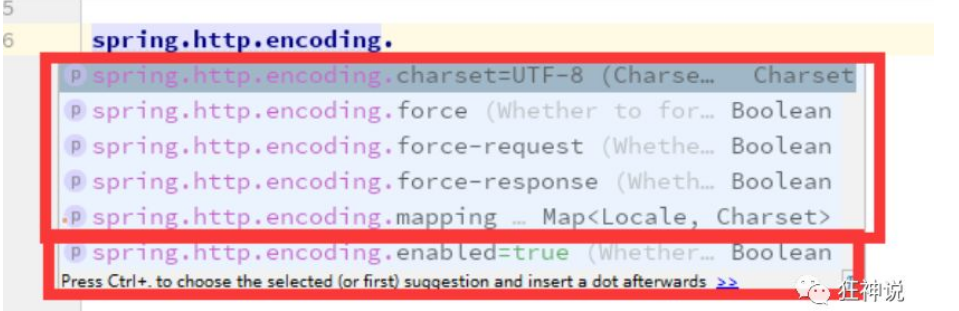 5
6 spring.http.encoding.
p spring.http.encoding.charset=UTF-8 (Charse… Charset
p spring.http.encoding.force (Whether to for… Boolean
p spring.http.encoding.force-request (Whethe… Boolean
p spring.http.encoding.force-response (Wheth… Boolean
p spring.http.encoding.mapping … Map<Locale, Charset>
p spring.http.encoding.enabled=true (Whether… Boolean
Press Ctrl+. to choose the selected (or first) suggestion and insert a dot afterwards >>
狂神说